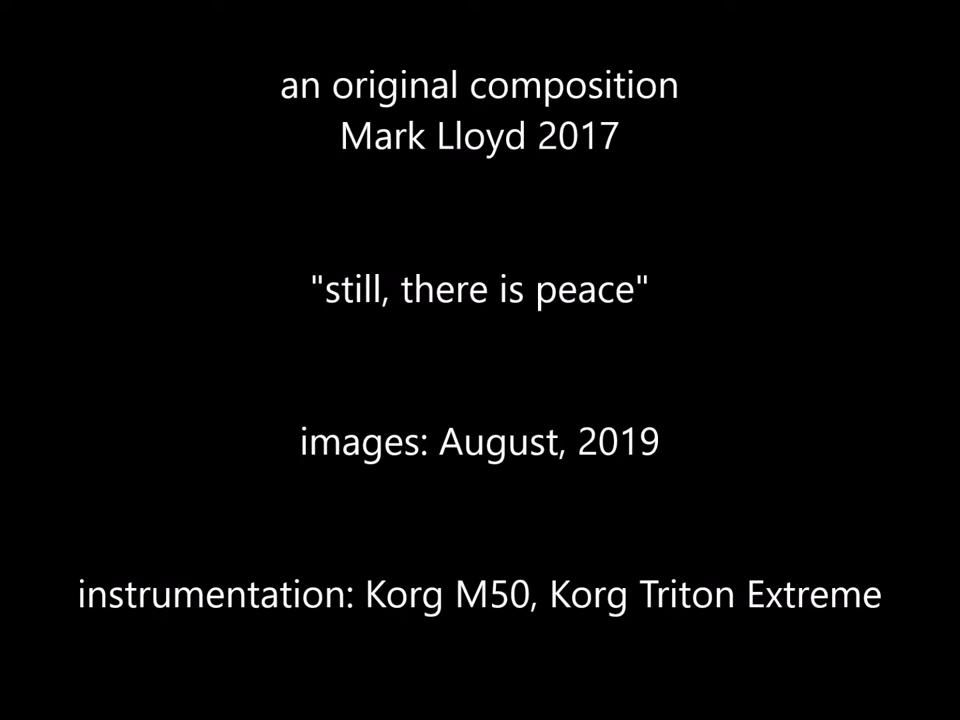 an original composition
Mark Lloyd 2017
"still, there is peace"
images: August, 2019
instrumentation: Korg M50, Korg Triton Extreme